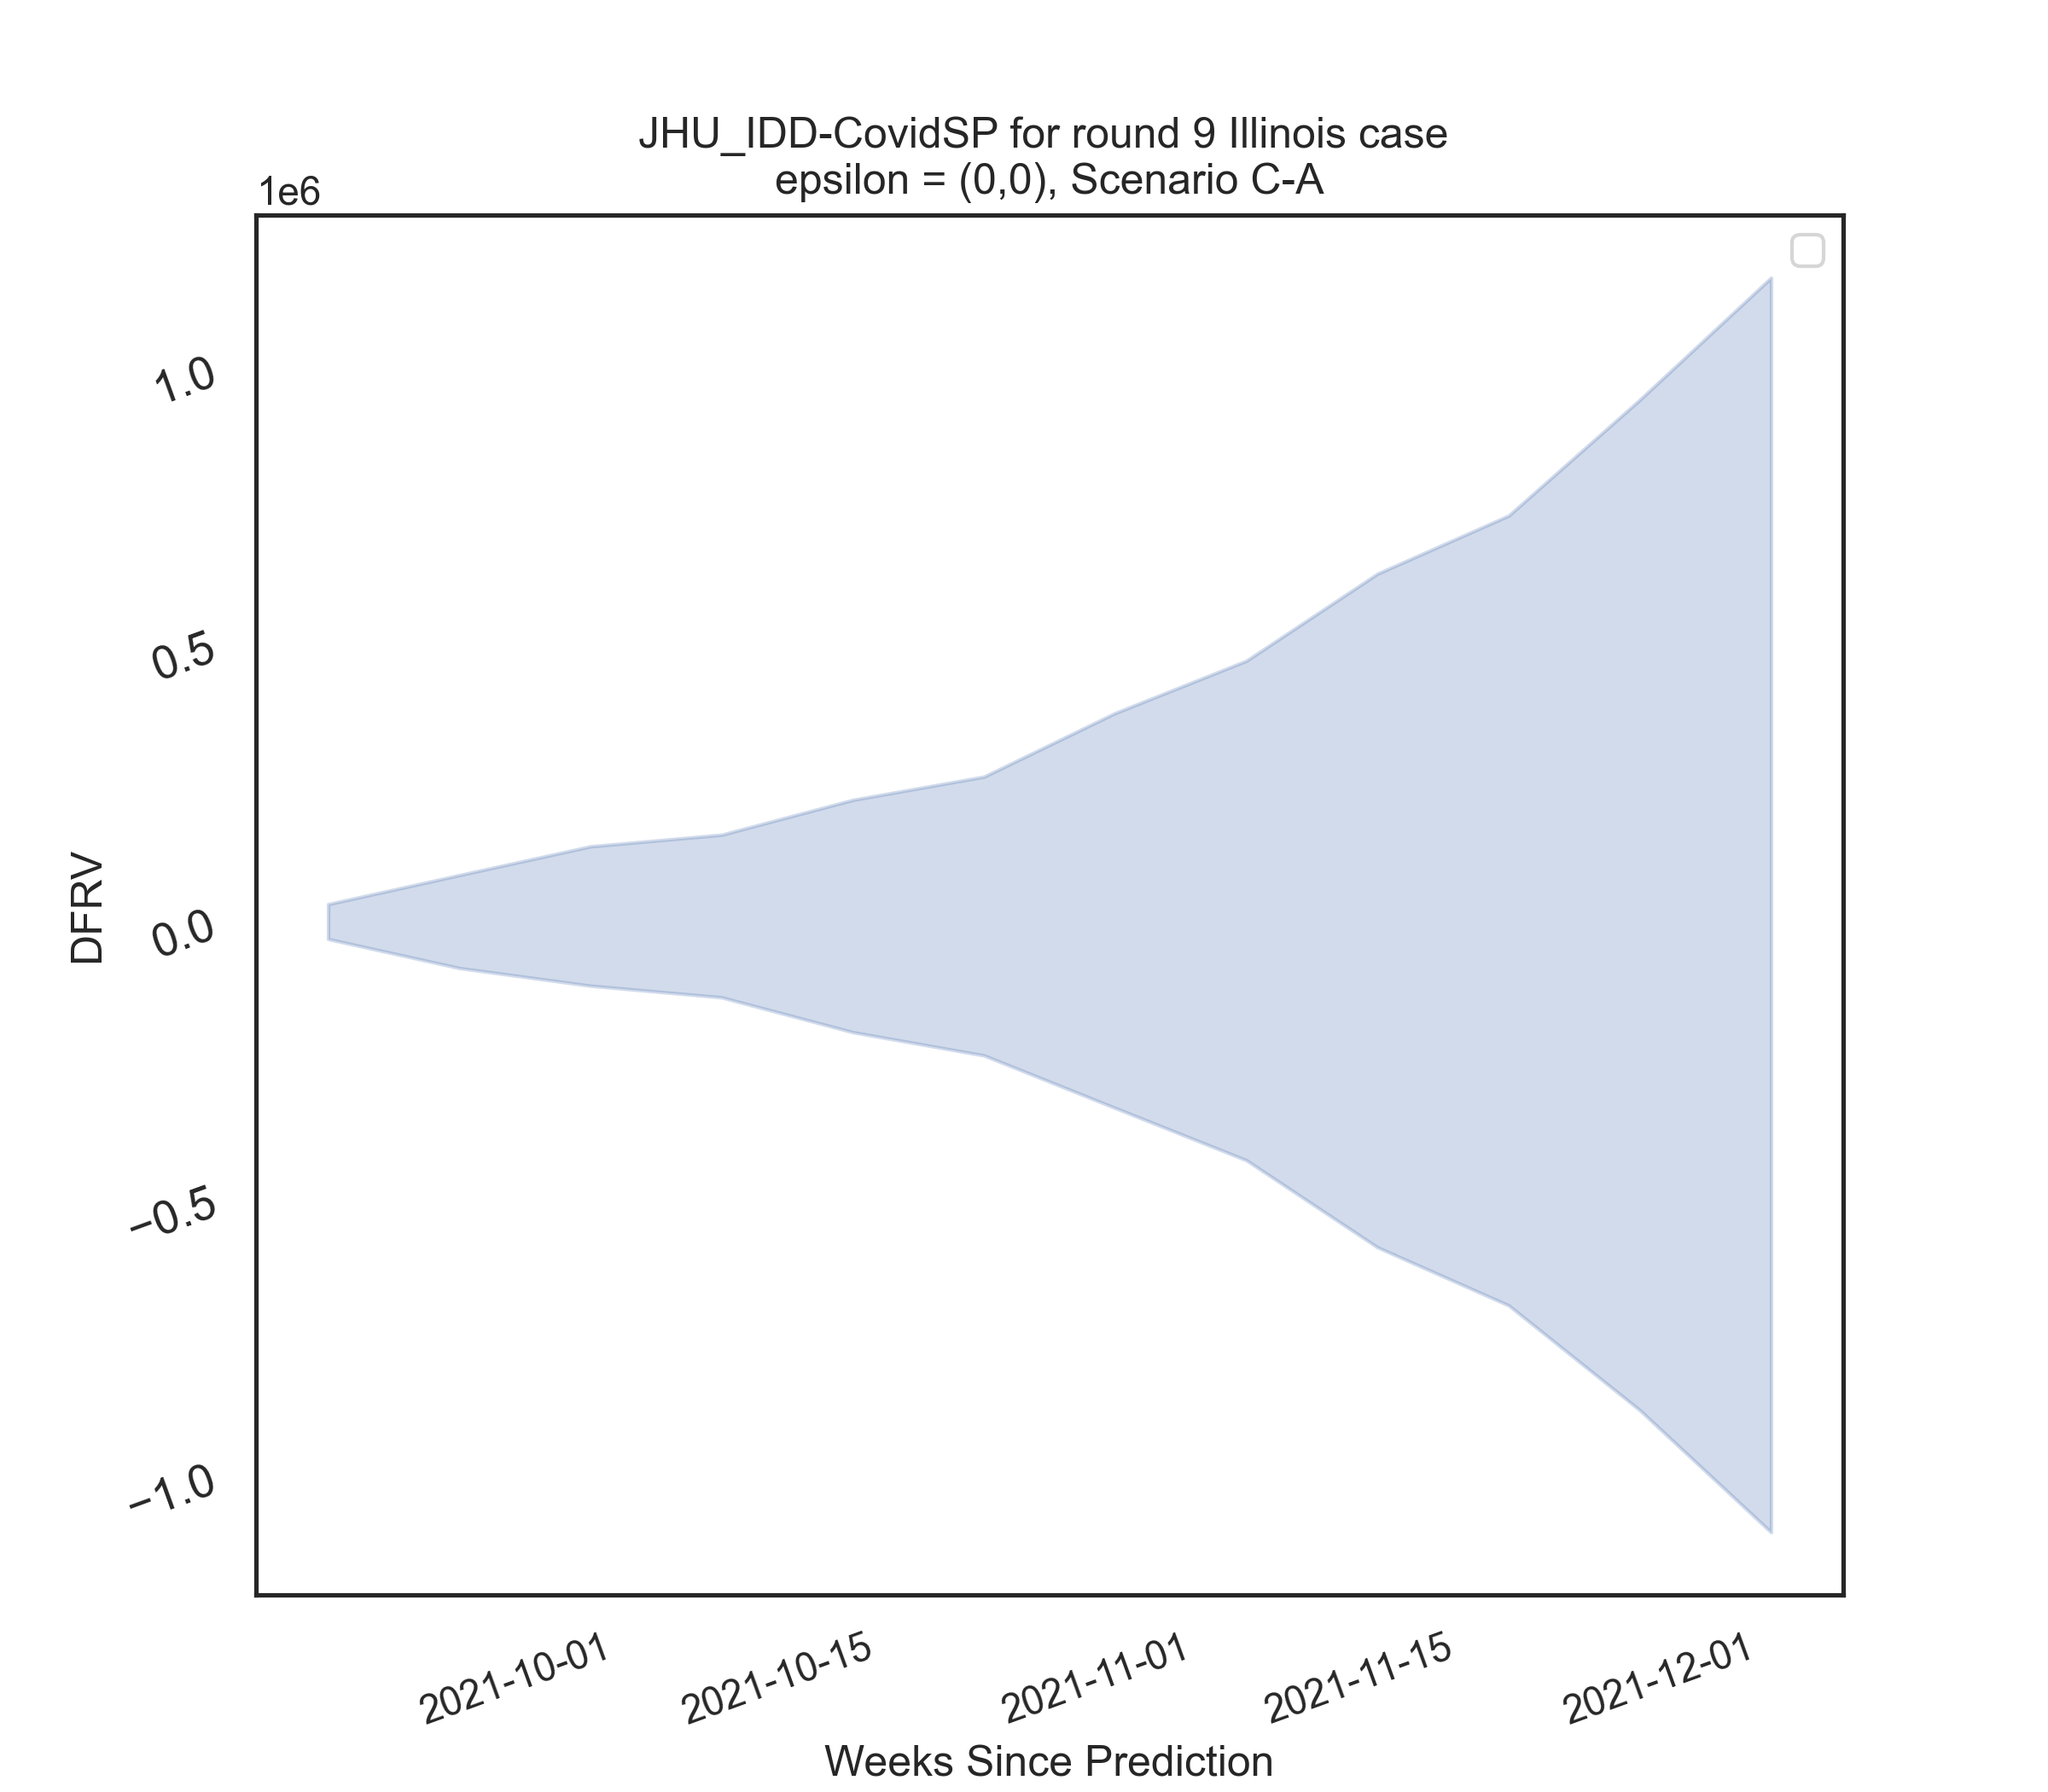 JHU_IDD-CovidSP for round 9 Illinois case
epsilon = (0,0), Scenario C-A
1e6
1.0
0.5
0.0
−0.5
−1.0
DFRV
2021-10-01
2021-10-15
2021-11-01
2021-11-15
2021-12-01
Weeks Since Prediction